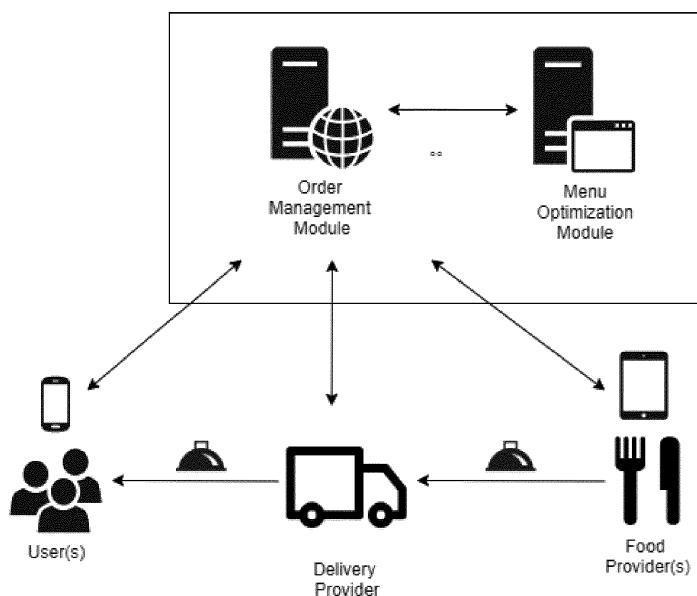 Order
Management
Module
Menu
Optimization
Module
User(s)
Delivery
Provider
Food
Provider(s)